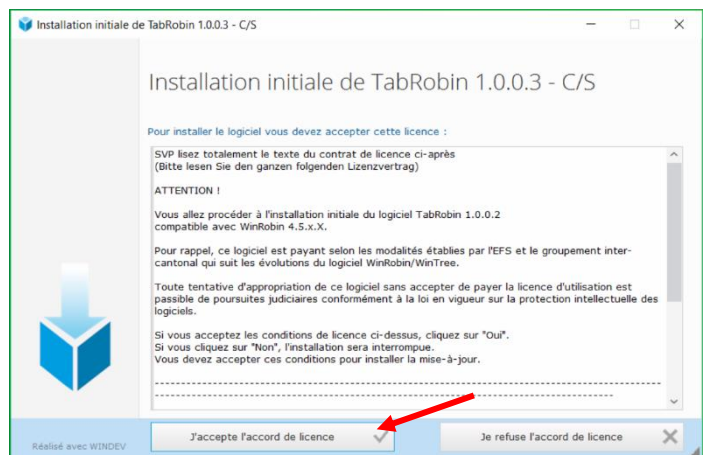 Installation initiale de TabRobin 1.0.0.3 - C/S
Installation initiale de TabRobin 1.0.0.3 - C/S
Pour installer le logiciel vous devez accepter cette licence :
SVP lisez totalement le texte du contrat de licence ci-après
(Bitte lesen Sie den ganzen folgenden Lizenzvertrag)
ATTENTION !
Vous allez procéder à l'installation initiale du logiciel TabRobin 1.0.0.2
compatible avec WinRobin 4.5.x.X.
Pour rappel, ce logiciel est payant selon les modalités établies par l'EFS et le groupement inter-
cantonal qui suit les évolutions du logiciel WinRobin/WinTree.
Toute tentative d'appropriation de ce logiciel sans accepter de payer la licence d'utilisation est
passible de poursuites judiciaires conformément à la loi en vigueur sur la protection intellectuelle des
logiciels.
Si vous acceptez les conditions de licence ci-dessus, cliquez sur "Oui".
Si vous cliquez sur "Non", l'installation sera interrompue.
Vous devez accepter ces conditions pour installer la mise-à-jour.
J'accepte l'accord de licence
Je refuse l'accord de licence
Réalisé avec WINDEV